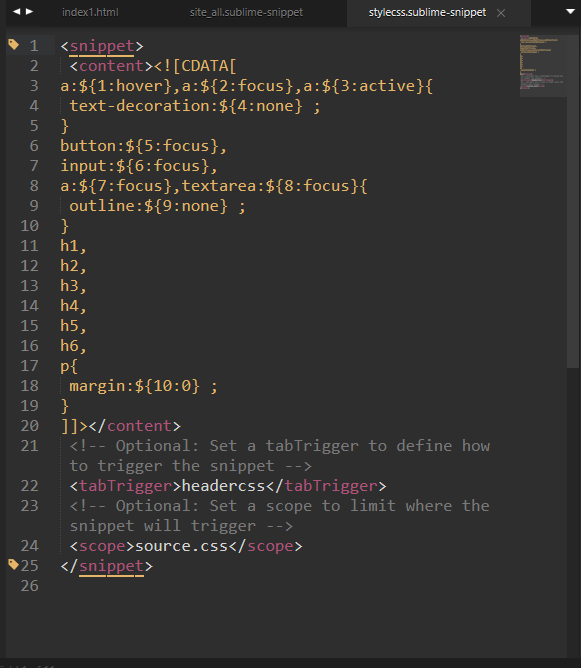 index1.html site_all.sublime-snippet stylecss.sublime-snippet
1 <snippet>
2 <content><![CDATA[
3 a:${1:hover},a:${2:focus},a:${3:active}{
4 text-decoration:${4:none} ;
5 }
6 button:${5:focus},
7 input:${6:focus},
8 a:${7:focus},textarea:${8:focus}{
9 outline:${9:none} ;
10 }
11 h1,
12 h2,
13 h3,
14 h4,
15 h5,
16 h6,
17 p{
18 margin:${10:0} ;
19 }
20 ]]></content>
21 <!-- Optional: Set a tabTrigger to define how
to trigger the snippet -->
22 <tabTrigger>headercss</tabTrigger>
23 <!-- Optional: Set a scope to limit where the
snippet will trigger -->
24 <scope>source.css</scope>
25 </snippet>
26